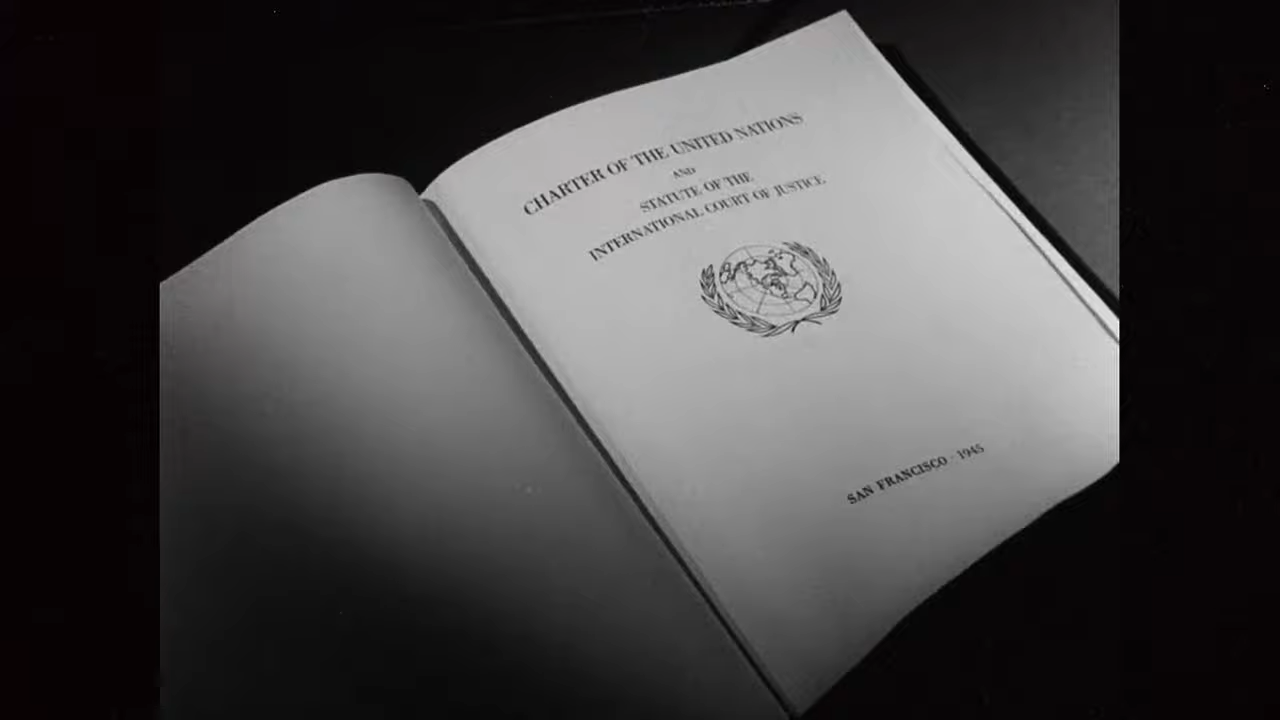 CHARTER OF THE UNITED NATIONS
AND
STATUTE OF THE
INTERNATIONAL COURT OF JUSTICE
SAN FRANCISCO · 1945